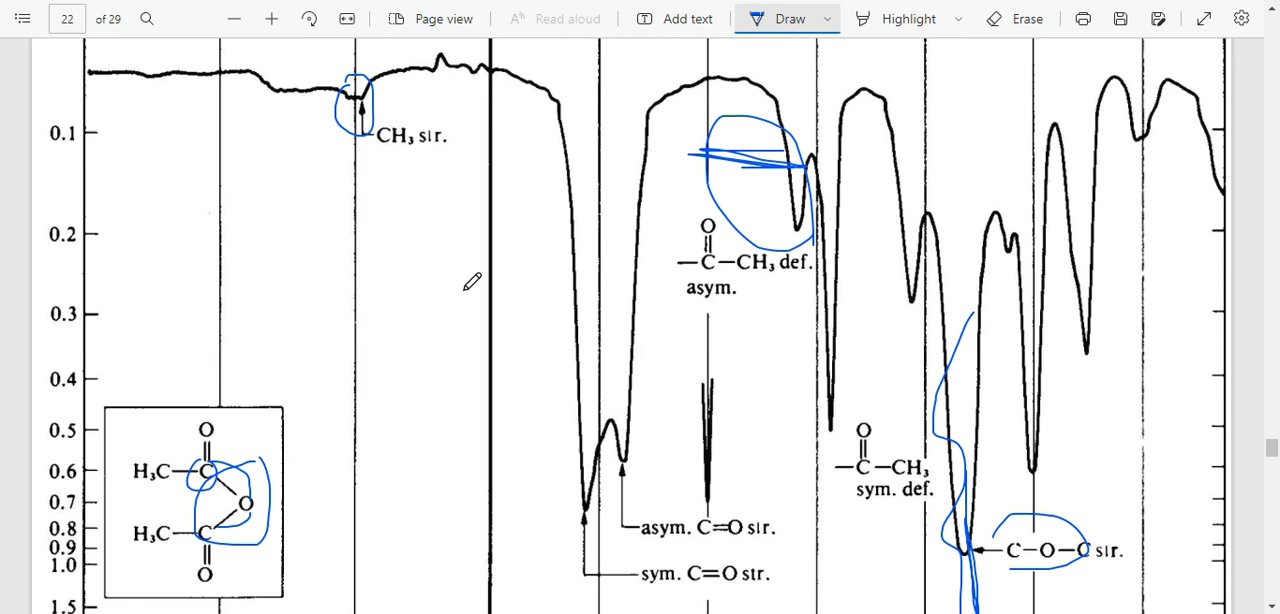 22 of 29 Page view Read aloud Add text Draw Highlight Erase
CH₃ str.
0.1
0.2
0.3
0.4
0.5
0.6
0.7
0.8
0.9
1.0
1.5
O
—C—CH₃ def.
asym.
O
—C—CH₃
sym. def.
O
H₃C—C
O
H₃C—C
O
asym. C=O str.
sym. C=O str.
C—O—C str.